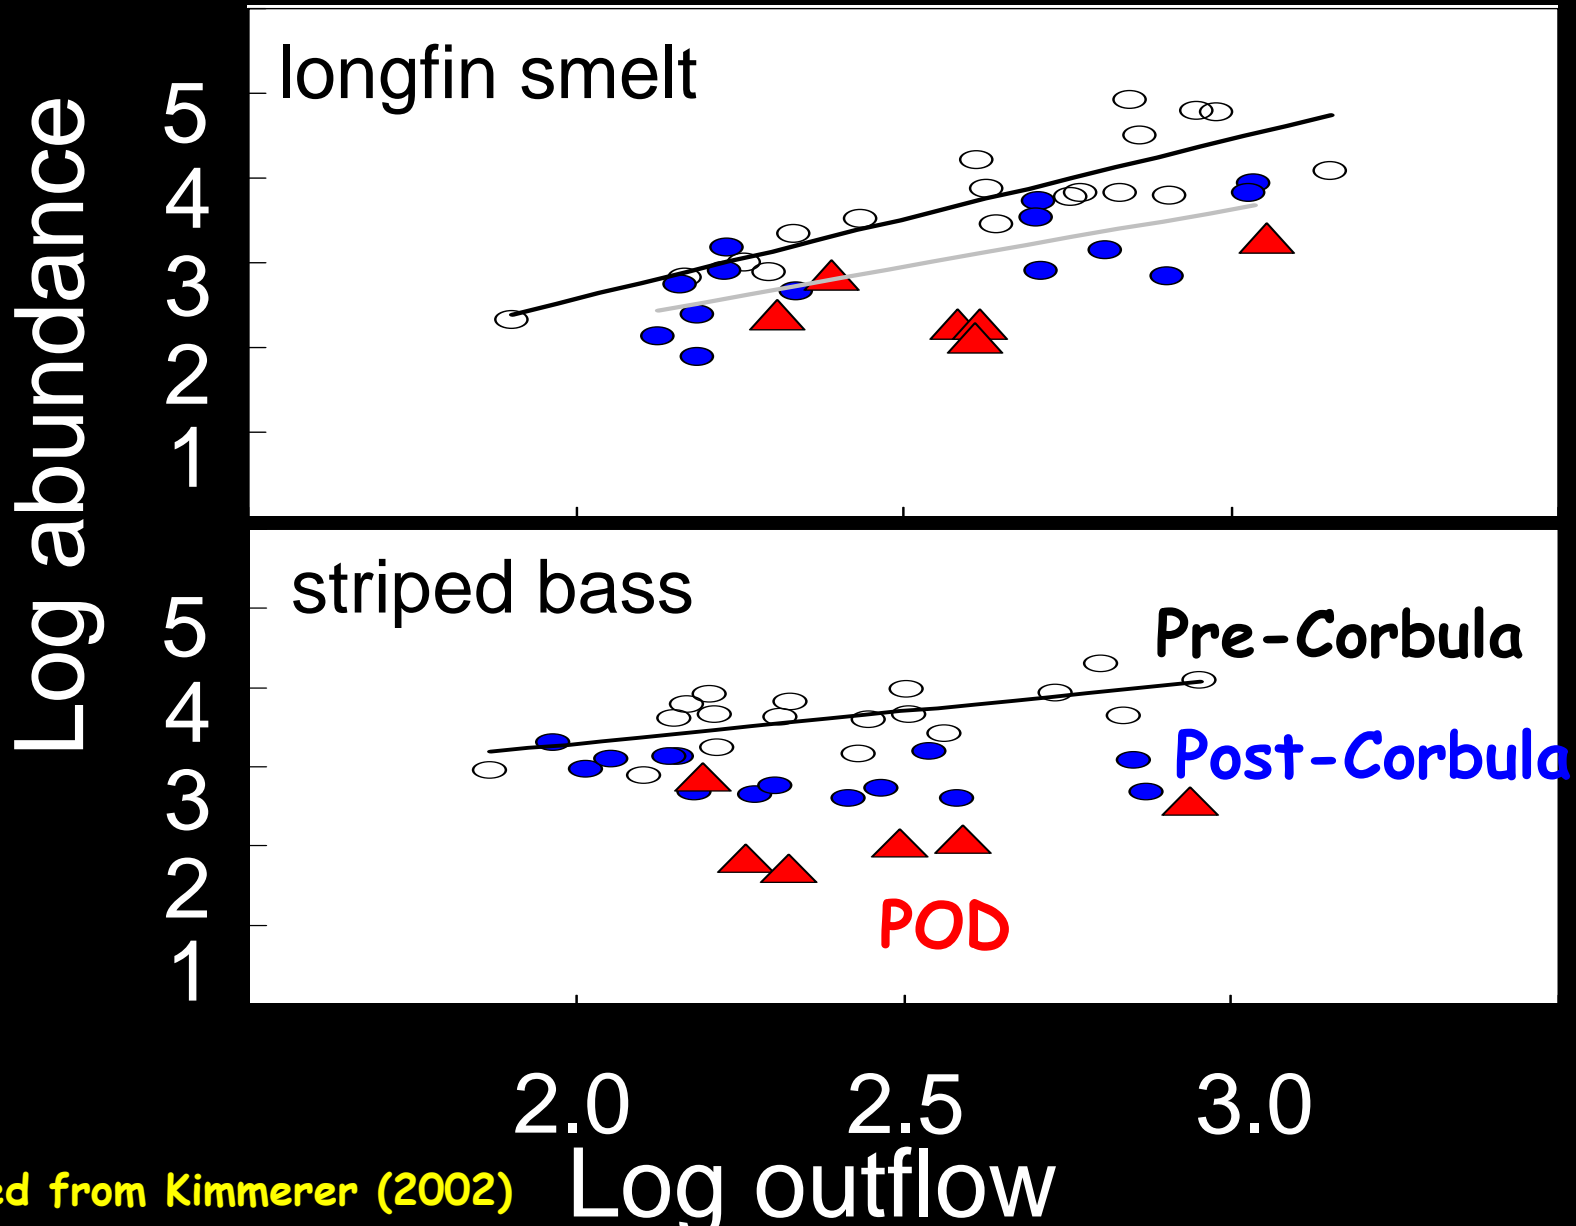 Log abundance
longfin smelt
5
4
3
2
1
striped bass
5
4
3
2
1
Pre-Corbula
Post-Corbula
POD
2.0 2.5 3.0
Log outflow
from Kimmerer (2002)